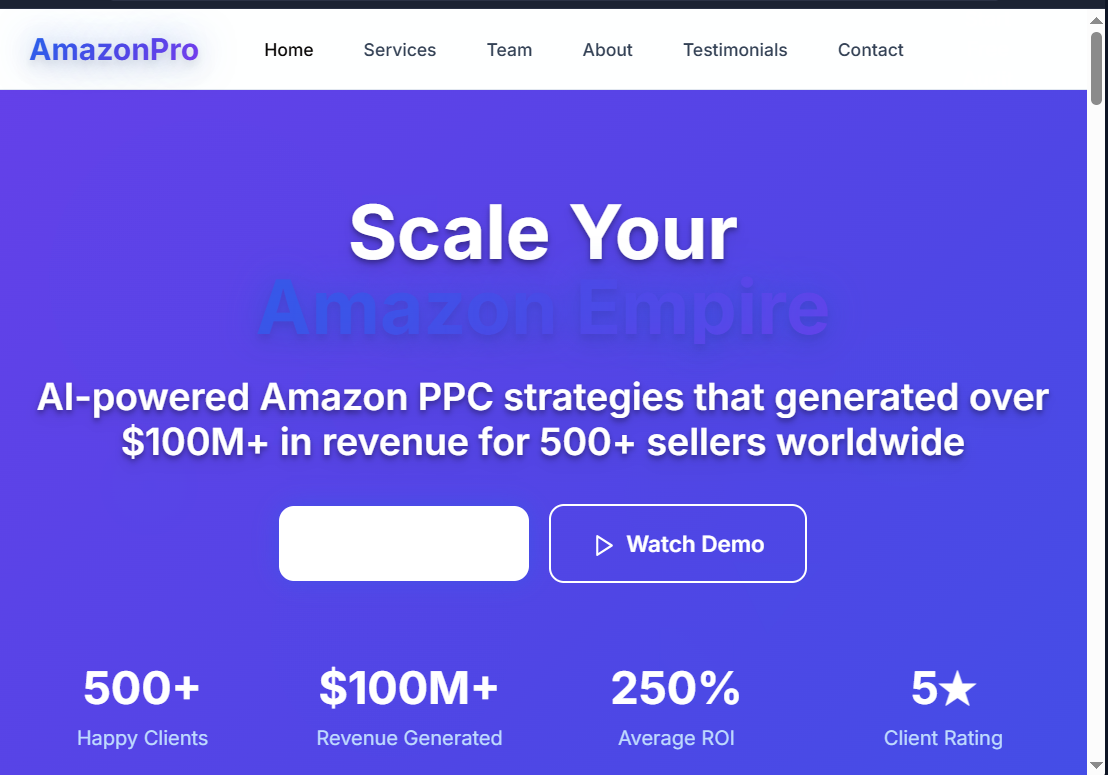 AmazonPro
Home Services Team About Testimonials Contact
Scale Your
Amazon Empire
AI-powered Amazon PPC strategies that generated over
$100M+ in revenue for 500+ sellers worldwide
Watch Demo
500+ $100M+ 250% 5★
Happy Clients Revenue Generated Average ROI Client Rating